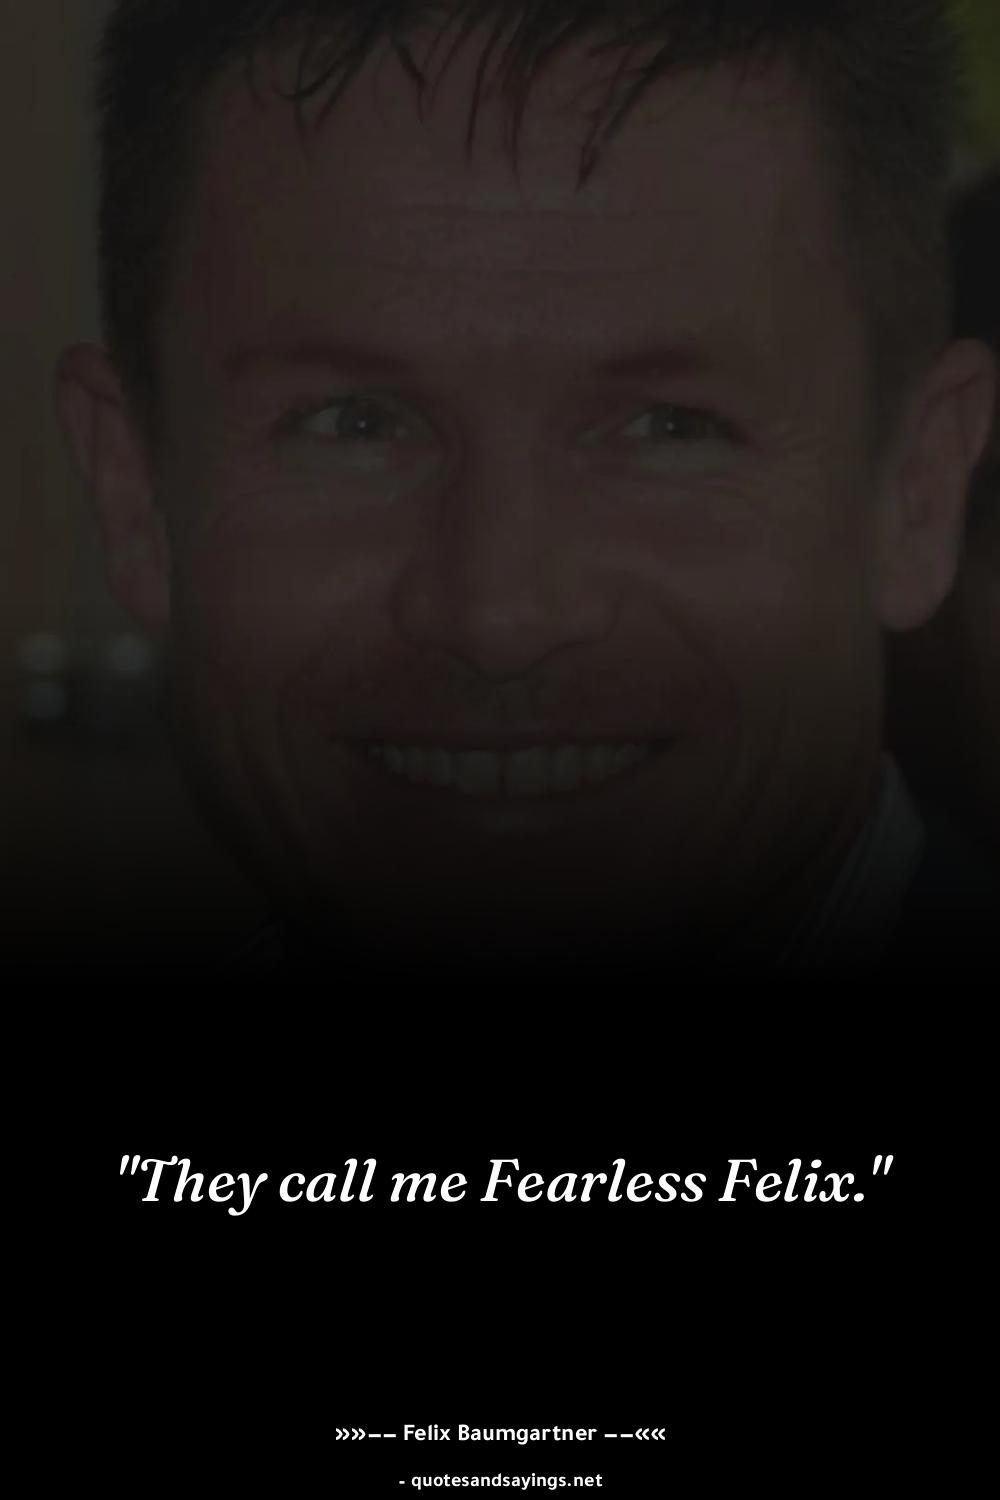 "They call me Fearless Felix."
»»−− Felix Baumgartner −−««
- quotesandsayings.net